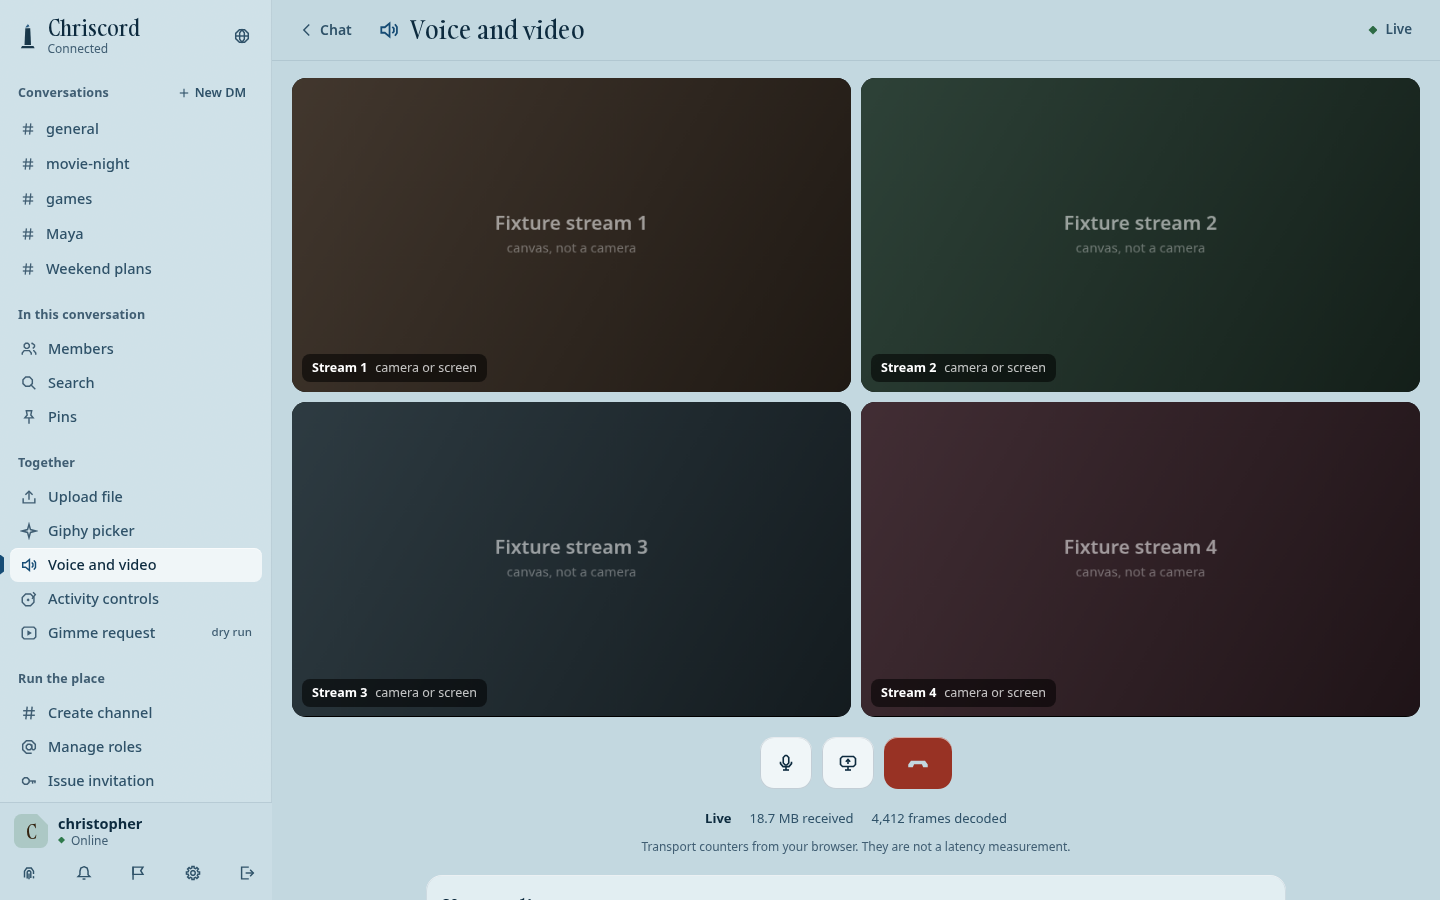 Chriscord
Connected
Conversations
New DM
general
movie-night
games
Maya
Weekend plans
In this conversation
Members
Search
Pins
Together
Upload file
Giphy picker
Voice and video
Activity controls
Gimme request dry run
Run the place
Create channel
Manage roles
Issue invitation
C
christopher
Online
Chat
Voice and video
Live
Fixture stream 1
canvas, not a camera
Stream 1 camera or screen
Fixture stream 2
canvas, not a camera
Stream 2 camera or screen
Fixture stream 3
canvas, not a camera
Stream 3 camera or screen
Fixture stream 4
canvas, not a camera
Stream 4 camera or screen
Live 18.7 MB received 4,412 frames decoded
Transport counters from your browser. They are not a latency measurement.